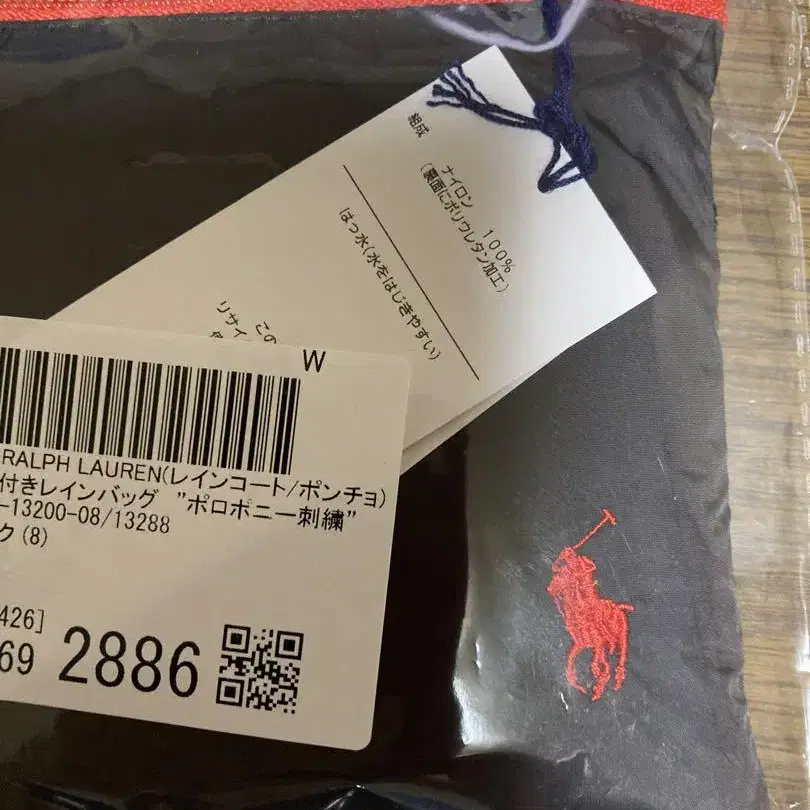 組成
ナイロン 100%
(裏面にポリウレタン加工)
はっ水(水をはじきやすい)
この
リサイ
W
RALPH LAUREN(レインコート/ポンチョ)
付きレインバッグ "ポロポニー刺繍"
-13200-08/13288
ク(8)
426]
69 2886